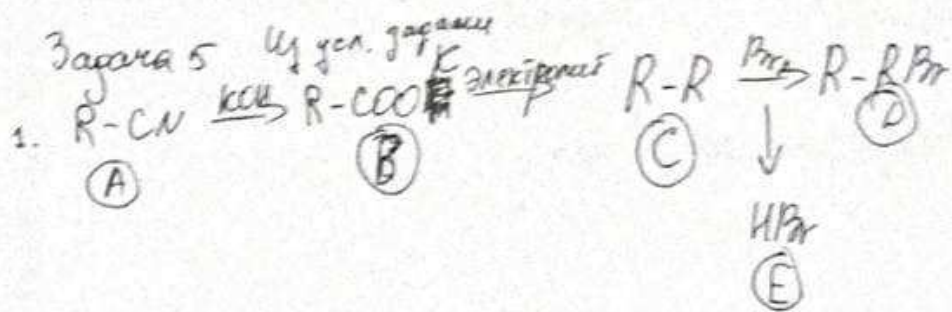 Задача 5 Из усл. задачи
1. R-CN KOH → R-COOK электролиз → R-R Br₂ → R-RBr
A B C D
↓
HBr
E